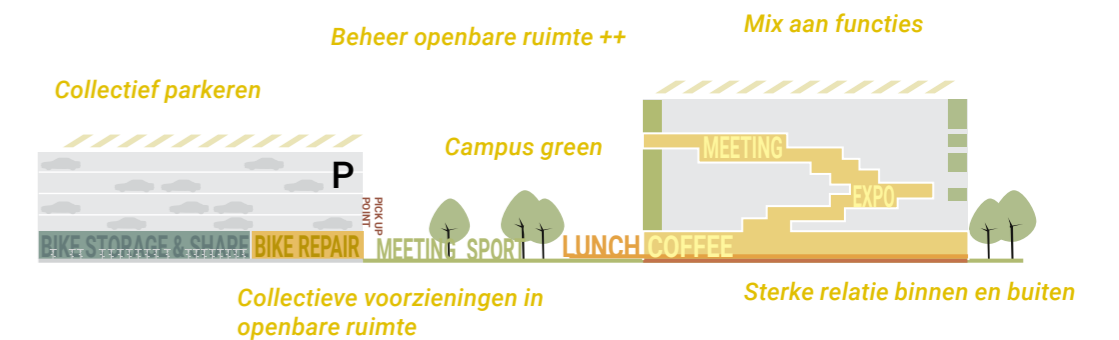 Mix aan functies
Beheer openbare ruimte ++
Collectief parkeren
Campus green
MEETING
P
EXPO
PICK UP
POINT
BIKE STORAGE & SHAPE
BIKE REPAIR
MEETING SPORT
LUNCH
COFFEE
Collectieve voorzieningen in
openbare ruimte
Sterke relatie binnen en buiten